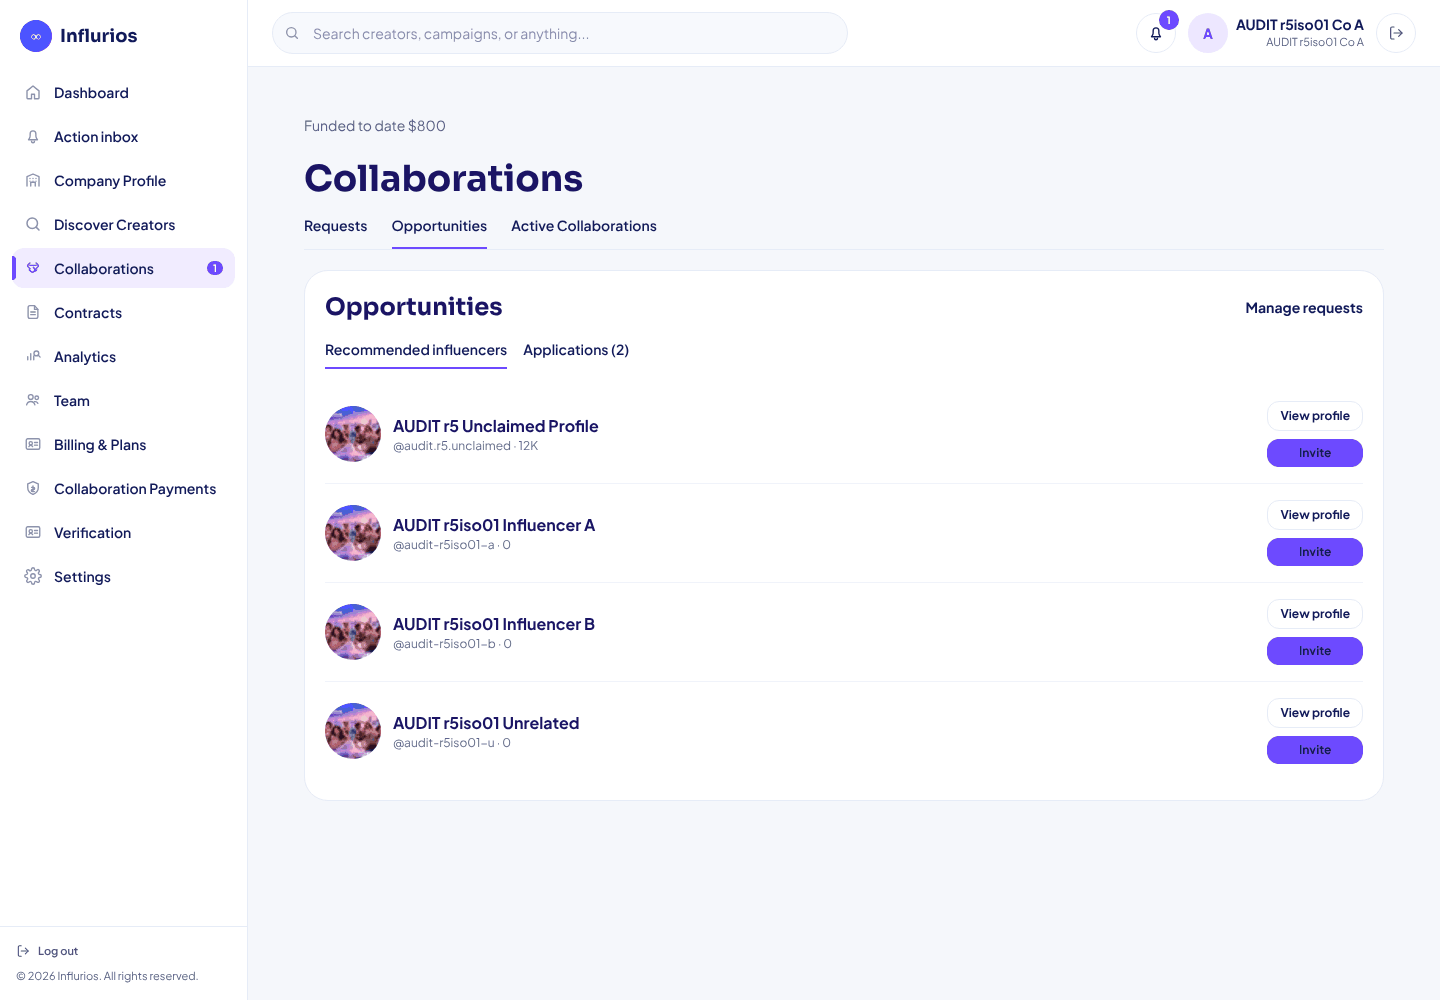 Influrios
Search creators, campaigns, or anything...
1
A
AUDIT r5iso01 Co A
AUDIT r5iso01 Co A
Dashboard
Action inbox
Company Profile
Discover Creators
Collaborations 1
Contracts
Analytics
Team
Billing & Plans
Collaboration Payments
Verification
Settings
Log out
© 2026 Influrios. All rights reserved.
Funded to date $800
Collaborations
Requests Opportunities Active Collaborations
Opportunities
Manage requests
Recommended influencers Applications (2)
AUDIT r5 Unclaimed Profile
@audit.r5.unclaimed · 12K
View profile
Invite
AUDIT r5iso01 Influencer A
@audit-r5iso01-a · 0
View profile
Invite
AUDIT r5iso01 Influencer B
@audit-r5iso01-b · 0
View profile
Invite
AUDIT r5iso01 Unrelated
@audit-r5iso01-u · 0
View profile
Invite